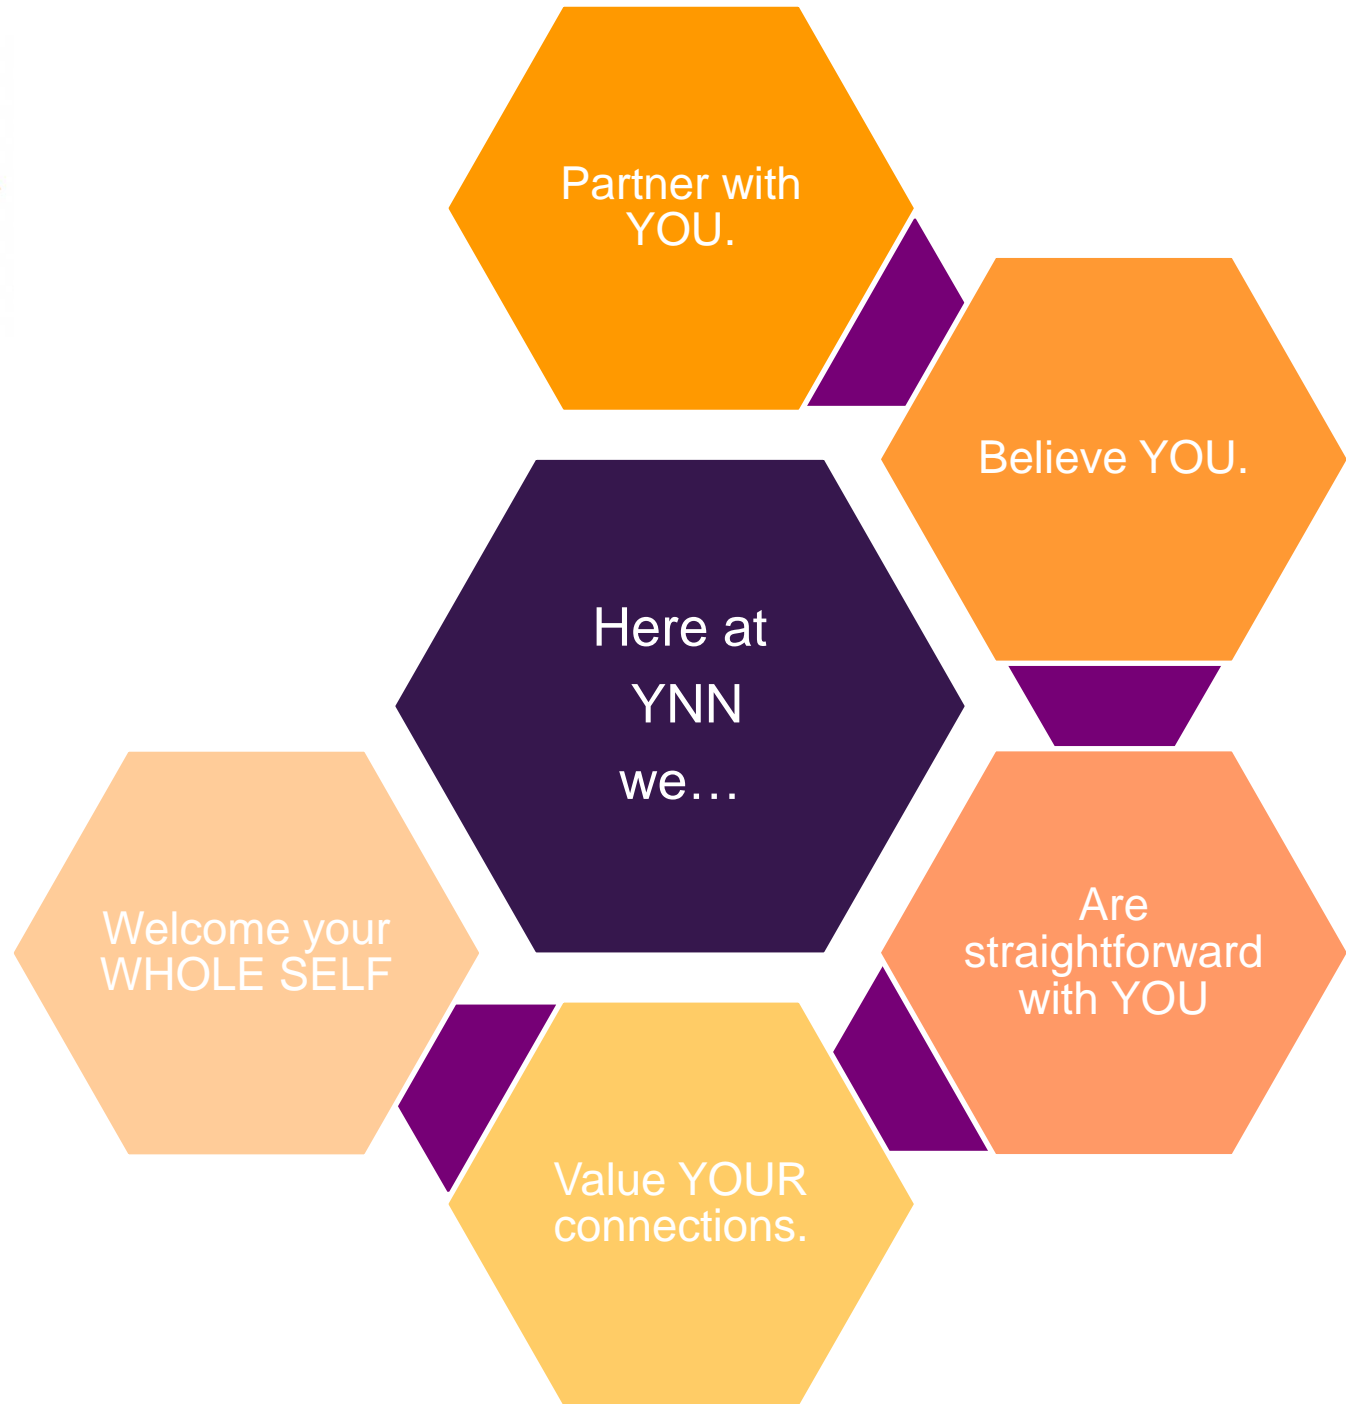 Partner with
YOU.
Believe YOU.
Here at
YNN
we…
Are
straightforward
with YOU
Welcome your
WHOLE SELF
Value YOUR
connections.